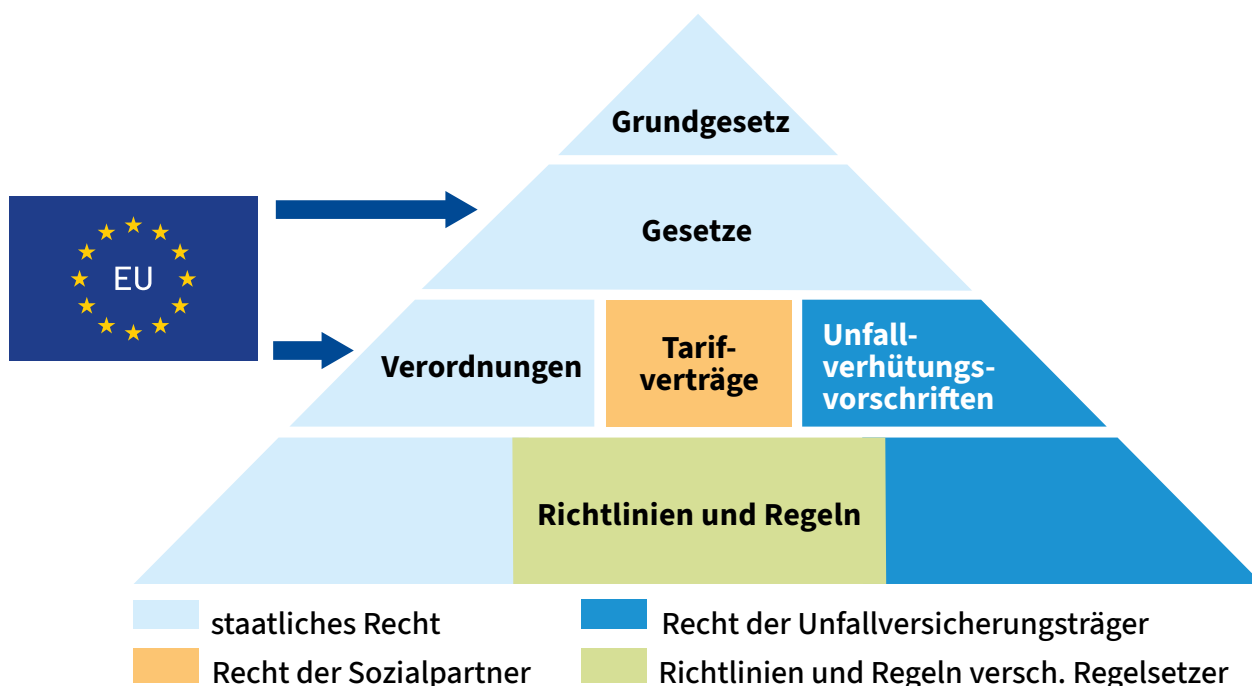 Grundgesetz
EU
Gesetze
Verordnungen
Tarif-
verträge
Unfall-
verhütungs-
vorschriften
Richtlinien und Regeln
staatliches Recht
Recht der Unfallversicherungsträger
Recht der Sozialpartner
Richtlinien und Regeln versch. Regelsetzer